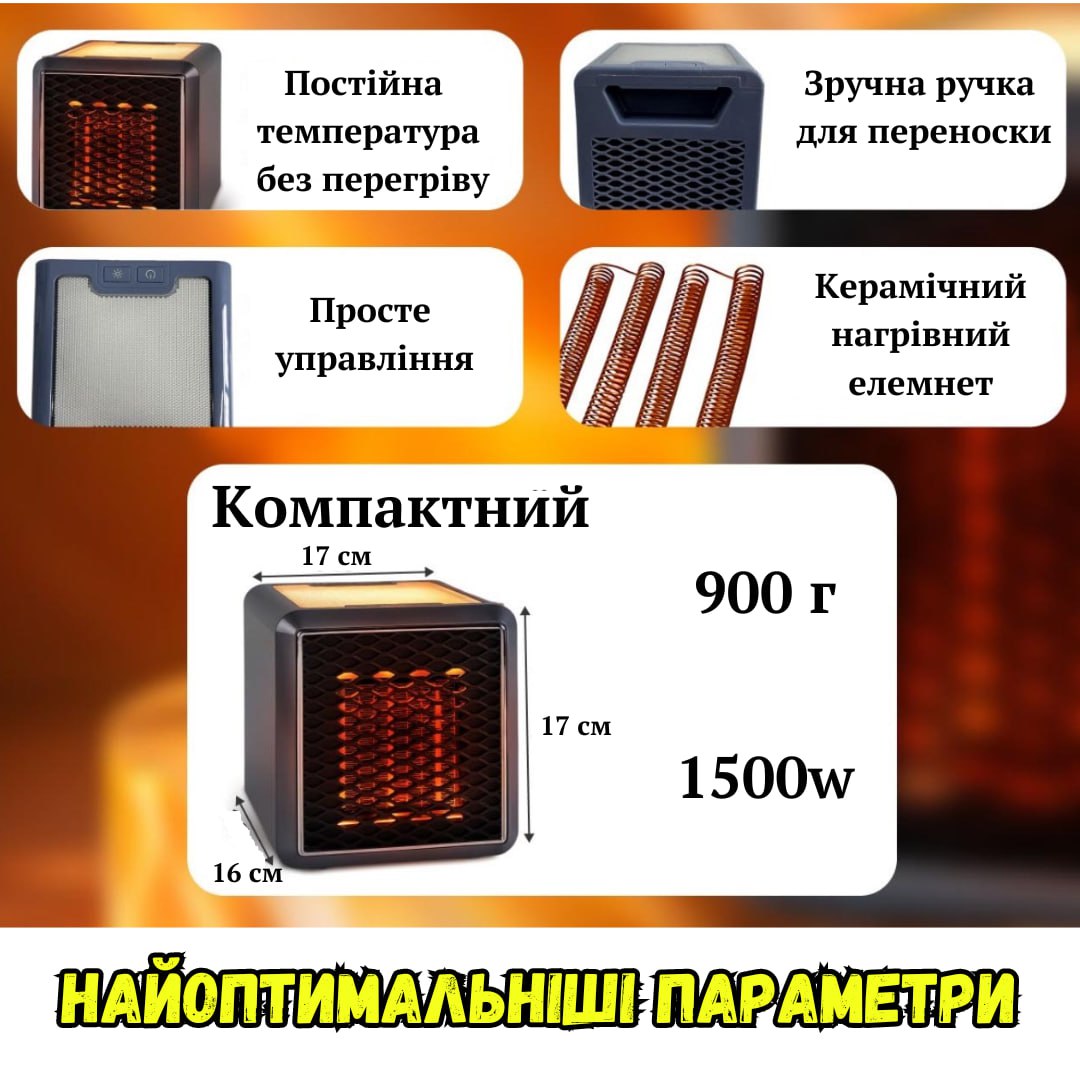 Постійна
температура
без перегріву
Зручна ручка
для переноски
Просте
управління
Керамічний
нагрівний
елемнет
Компактний
17 см
900 г
17 см
1500w
16 см
НАЙОПТИМАЛЬНІШІ ПАРАМЕТРИ